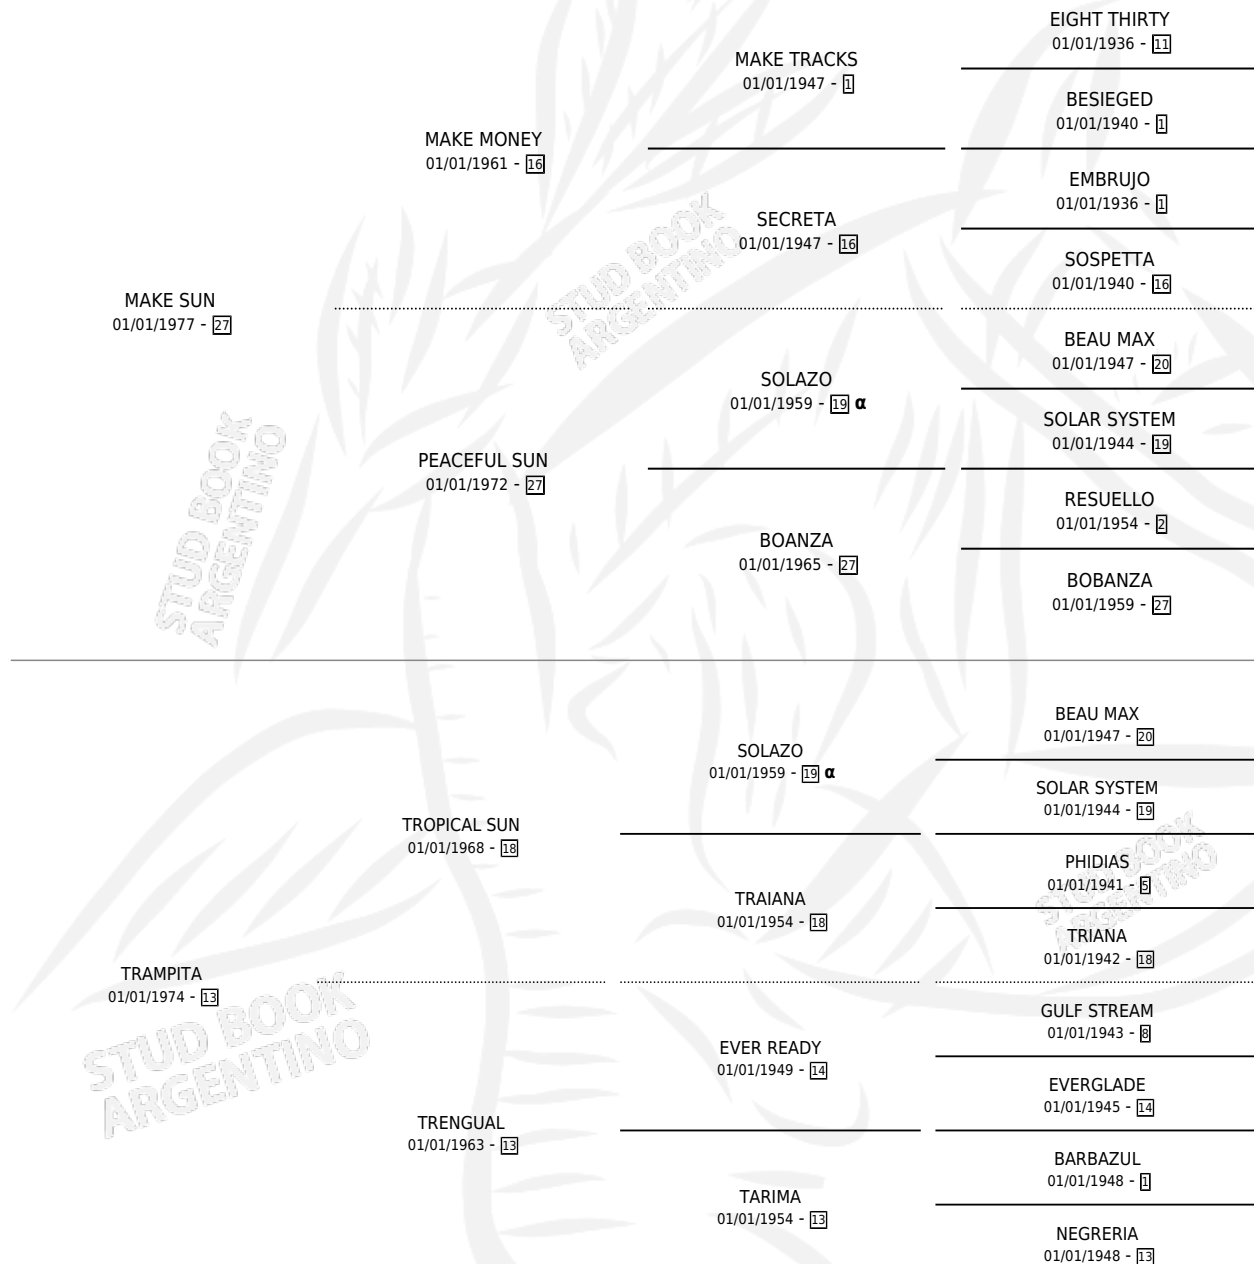 EIGHT THIRTY
01/01/1936 - 11
MAKE TRACKS
01/01/1947 - 1
BESIEGED
01/01/1940 - 1
MAKE MONEY
01/01/1961 - 16
EMBRUJO
01/01/1936 - 1
SECRETA
01/01/1947 - 16
SOSPETTA
01/01/1940 - 16
MAKE SUN
01/01/1977 - 27
BEAU MAX
01/01/1947 - 20
SOLAZO
01/01/1959 - 19 α
SOLAR SYSTEM
01/01/1944 - 19
PEACEFUL SUN
01/01/1972 - 27
RESUELLO
01/01/1954 - 2
BOANZA
01/01/1965 - 27
BOBANZA
01/01/1959 - 27
BEAU MAX
01/01/1947 - 20
SOLAZO
01/01/1959 - 19 α
SOLAR SYSTEM
01/01/1944 - 19
TROPICAL SUN
01/01/1968 - 18
PHIDIAS
01/01/1941 - 5
TRAIANA
01/01/1954 - 18
TRIANA
01/01/1942 - 18
TRAMPITA
01/01/1974 - 13
GULF STREAM
01/01/1943 - 8
EVER READY
01/01/1949 - 14
EVERGLADE
01/01/1945 - 14
TRENGUAL
01/01/1963 - 13
BARBAZUL
01/01/1948 - 1
TARIMA
01/01/1954 - 13
NEGRERIA
01/01/1948 - 13
STUD BOOK
ARGENTINO
STUD BOOK
ARGENTINO
STUD BOOK
ARGENTINO
STUD BOOK
ARGENTINO